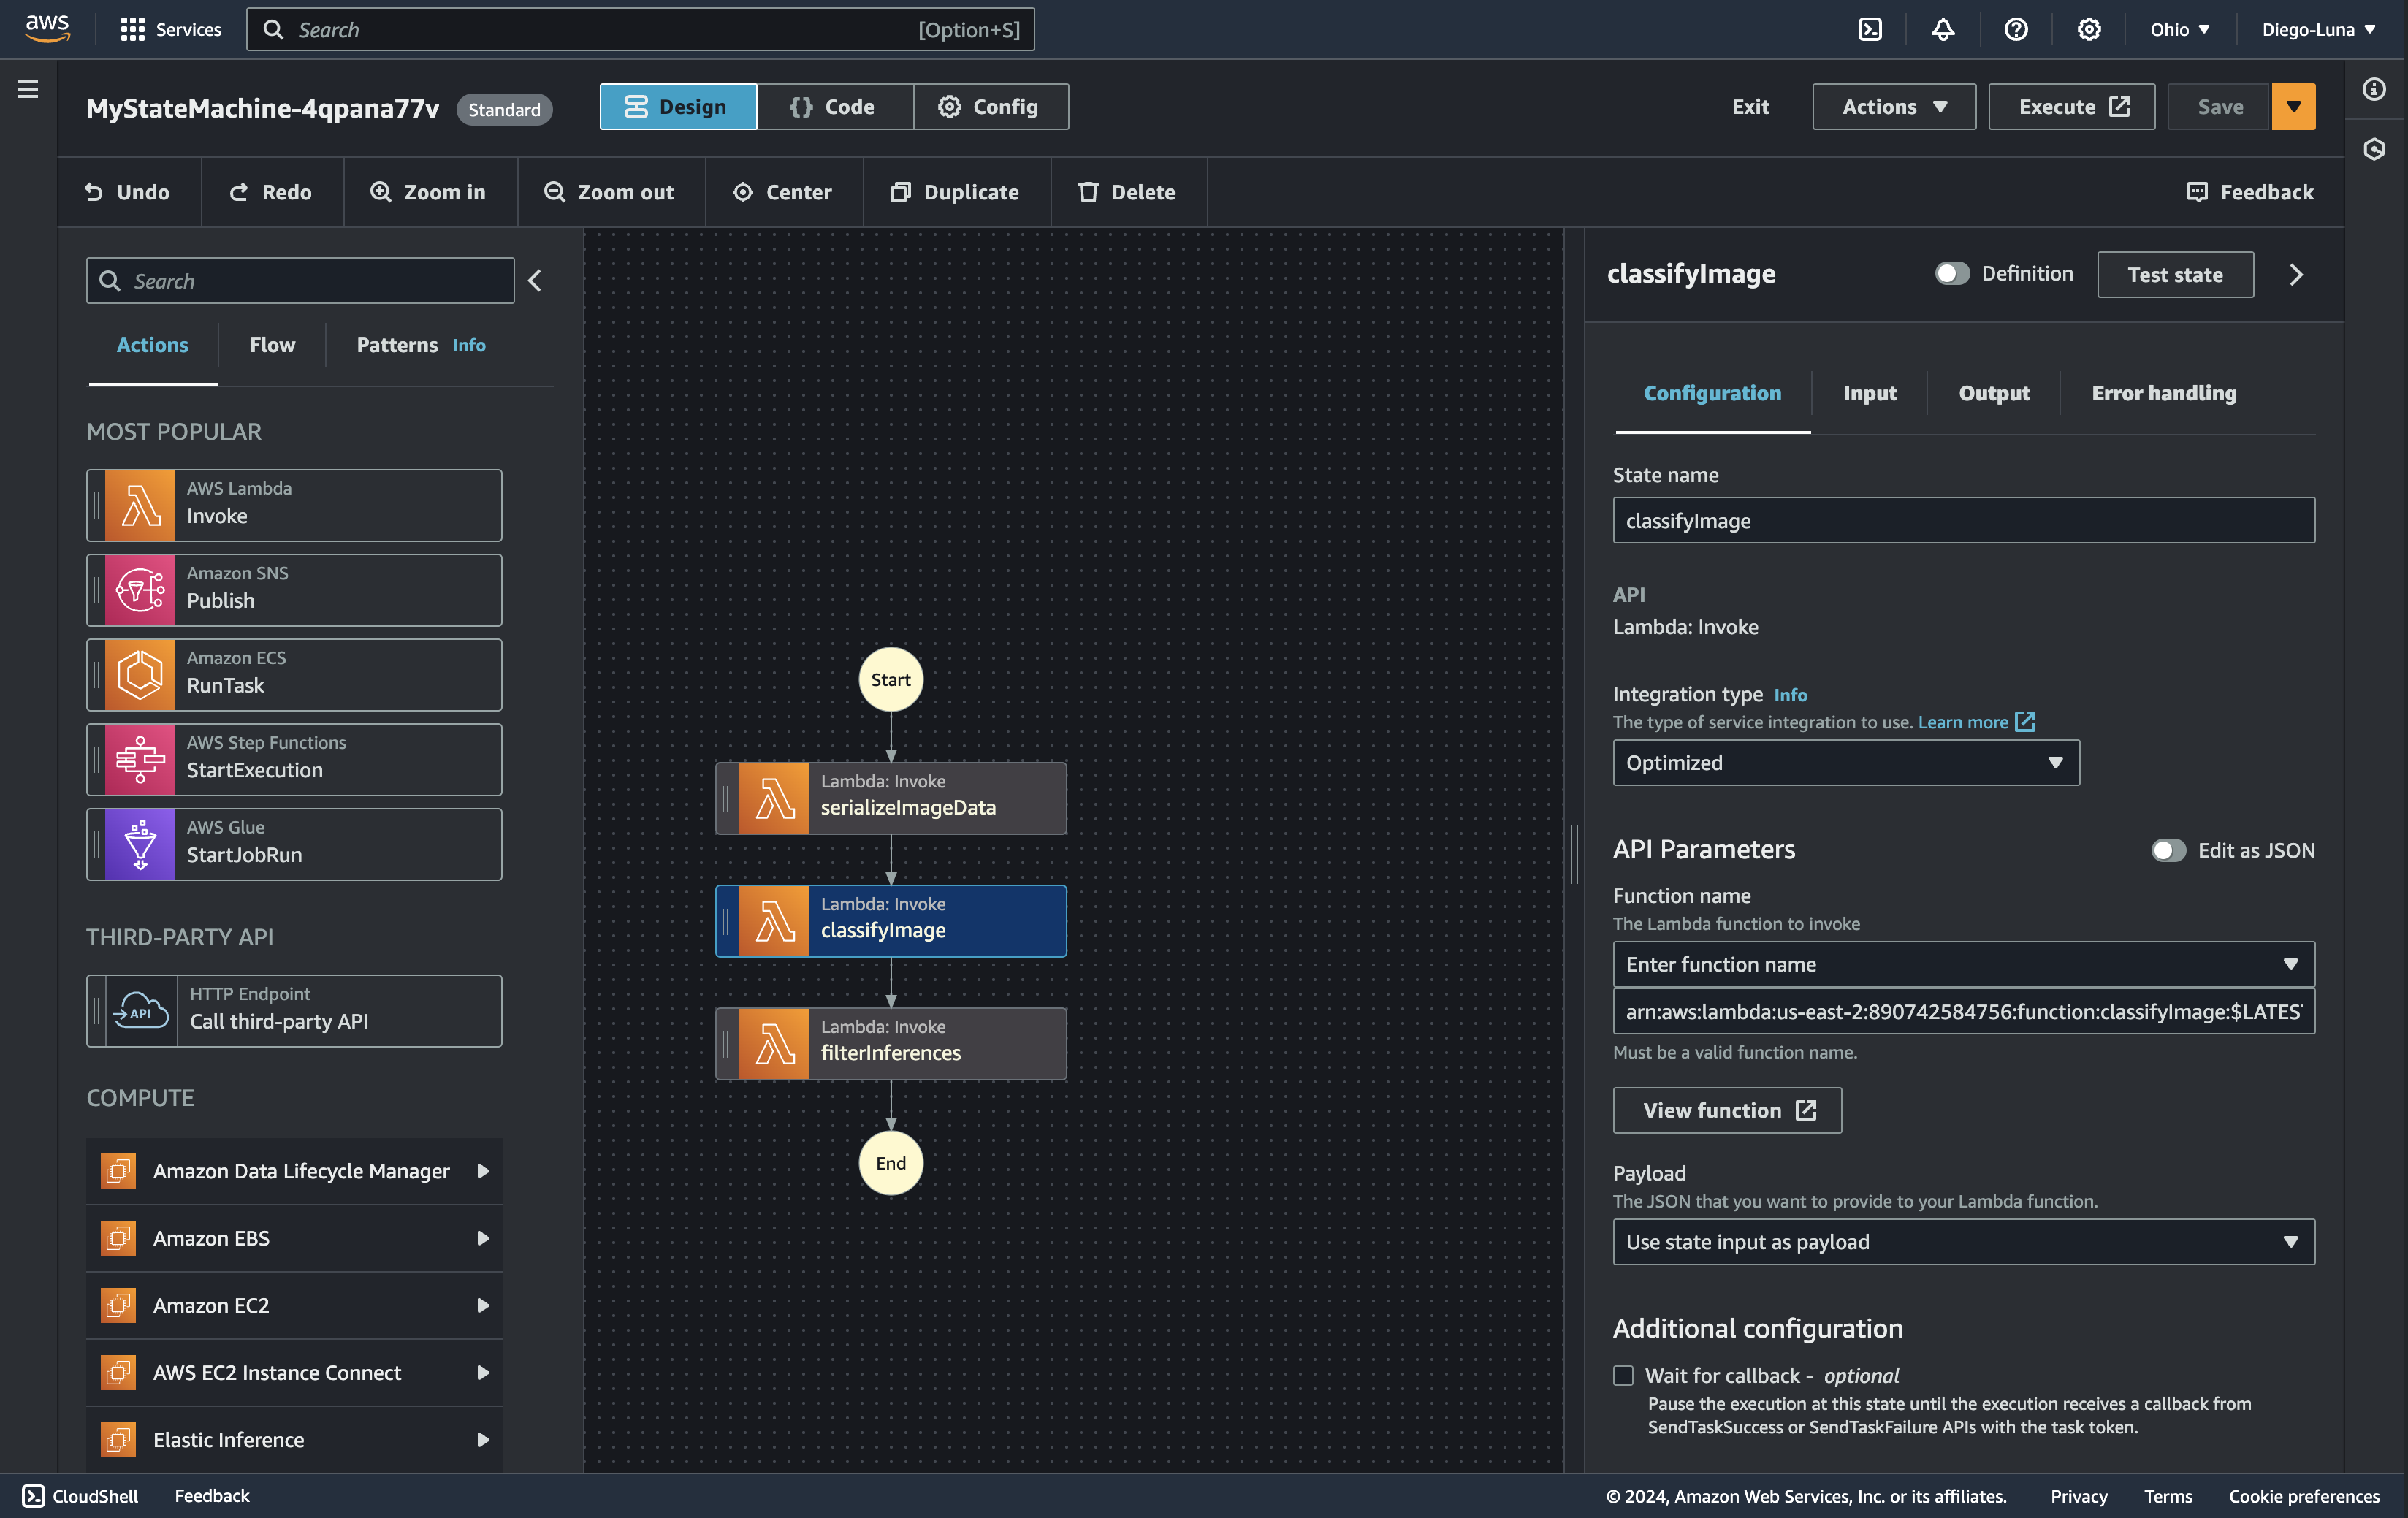 aws Services Search [Option+S] Ohio Diego-Luna
MyStateMachine-4qpana77v Standard Design {} Code Config Exit Actions Execute Save
Undo Redo Zoom in Zoom out Center Duplicate Delete Feedback
Search
Actions Flow Patterns Info
MOST POPULAR
AWS Lambda
Invoke
Amazon SNS
Publish
Amazon ECS
RunTask
AWS Step Functions
StartExecution
AWS Glue
StartJobRun
THIRD-PARTY API
API
HTTP Endpoint
Call third-party API
COMPUTE
Amazon Data Lifecycle Manager
Amazon EBS
Amazon EC2
AWS EC2 Instance Connect
Elastic Inference
Start
Lambda: Invoke
serializeImageData
Lambda: Invoke
classifyImage
Lambda: Invoke
filterInferences
End
classifyImage Definition Test state
Configuration Input Output Error handling
State name
classifyImage
API
Lambda: Invoke
Integration type Info
The type of service integration to use. Learn more
Optimized
API Parameters Edit as JSON
Function name
The Lambda function to invoke
Enter function name
arn:aws:lambda:us-east-2:890742584756:function:classifyImage:$LATES
Must be a valid function name.
View function
Payload
The JSON that you want to provide to your Lambda function.
Use state input as payload
Additional configuration
Wait for callback - optional
Pause the execution at this state until the execution receives a callback from
SendTaskSuccess or SendTaskFailure APIs with the task token.
CloudShell Feedback © 2024, Amazon Web Services, Inc. or its affiliates. Privacy Terms Cookie preferences